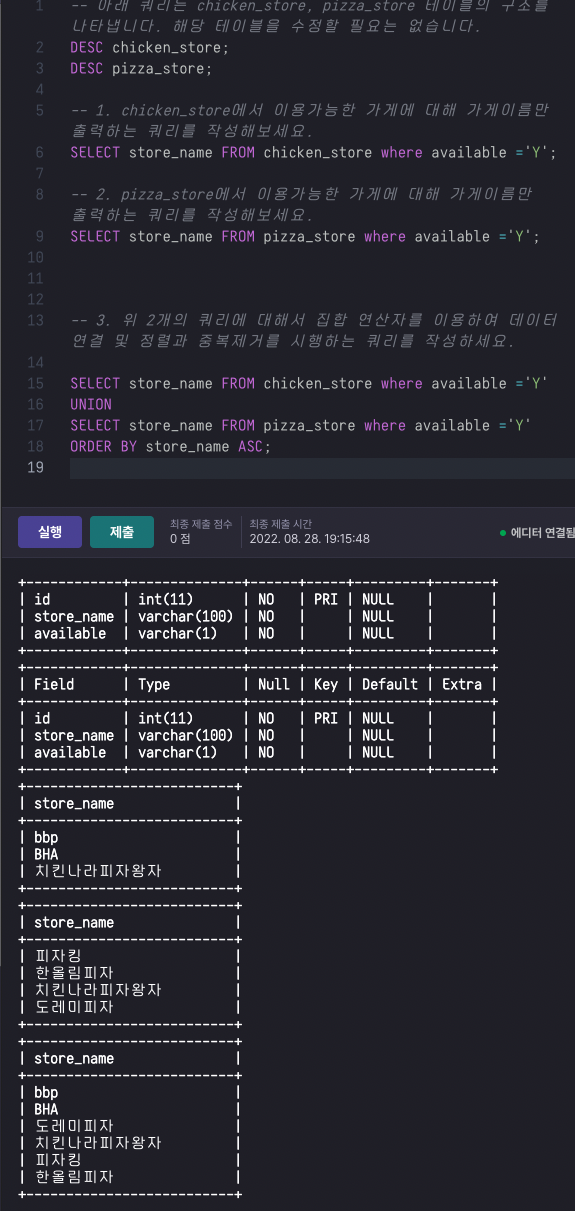 1 -- 아래 쿼리는 chicken_store, pizza_store 테이블의 구조를
나타냅니다. 해당 테이블을 수정할 필요는 없습니다.
2 DESC chicken_store;
3 DESC pizza_store;
4
5 -- 1. chicken_store에서 이용가능한 가게에 대해 가게이름만
출력하는 쿼리를 작성해보세요.
6 SELECT store_name FROM chicken_store where available ='Y';
7
8 -- 2. pizza_store에서 이용가능한 가게에 대해 가게이름만
출력하는 쿼리를 작성해보세요.
9 SELECT store_name FROM pizza_store where available ='Y';
10
11
12
13 -- 3. 위 2개의 쿼리에 대해서 집합 연산자를 이용하여 데이터
연결 및 정렬과 중복제거를 시행하는 쿼리를 작성하세요.
14
15 SELECT store_name FROM chicken_store where available ='Y'
16 UNION
17 SELECT store_name FROM pizza_store where available ='Y'
18 ORDER BY store_name ASC;
19
실행 제출 최종 제출 점수 최종 제출 시간
0 점 2022. 08. 28. 19:15:48 에디터 연결됨
+------------+--------------+------+-----+---------+-------+
| id | int(11) | NO | PRI | NULL | |
| store_name | varchar(100) | NO | | NULL | |
| available | varchar(1) | NO | | NULL | |
+------------+--------------+------+-----+---------+-------+
+------------+--------------+------+-----+---------+-------+
| Field | Type | Null | Key | Default | Extra |
+------------+--------------+------+-----+---------+-------+
| id | int(11) | NO | PRI | NULL | |
| store_name | varchar(100) | NO | | NULL | |
| available | varchar(1) | NO | | NULL | |
+------------+--------------+------+-----+---------+-------+
+--------------------------+
| store_name |
+--------------------------+
| bbp |
| BHA |
| 치킨나라피자왕자 |
+--------------------------+
+--------------------------+
| store_name |
+--------------------------+
| 피자킹 |
| 한올림피자 |
| 치킨나라피자왕자 |
| 도레미피자 |
+--------------------------+
+--------------------------+
| store_name |
+--------------------------+
| bbp |
| BHA |
| 도레미피자 |
| 치킨나라피자왕자 |
| 피자킹 |
| 한올림피자 |
+--------------------------+